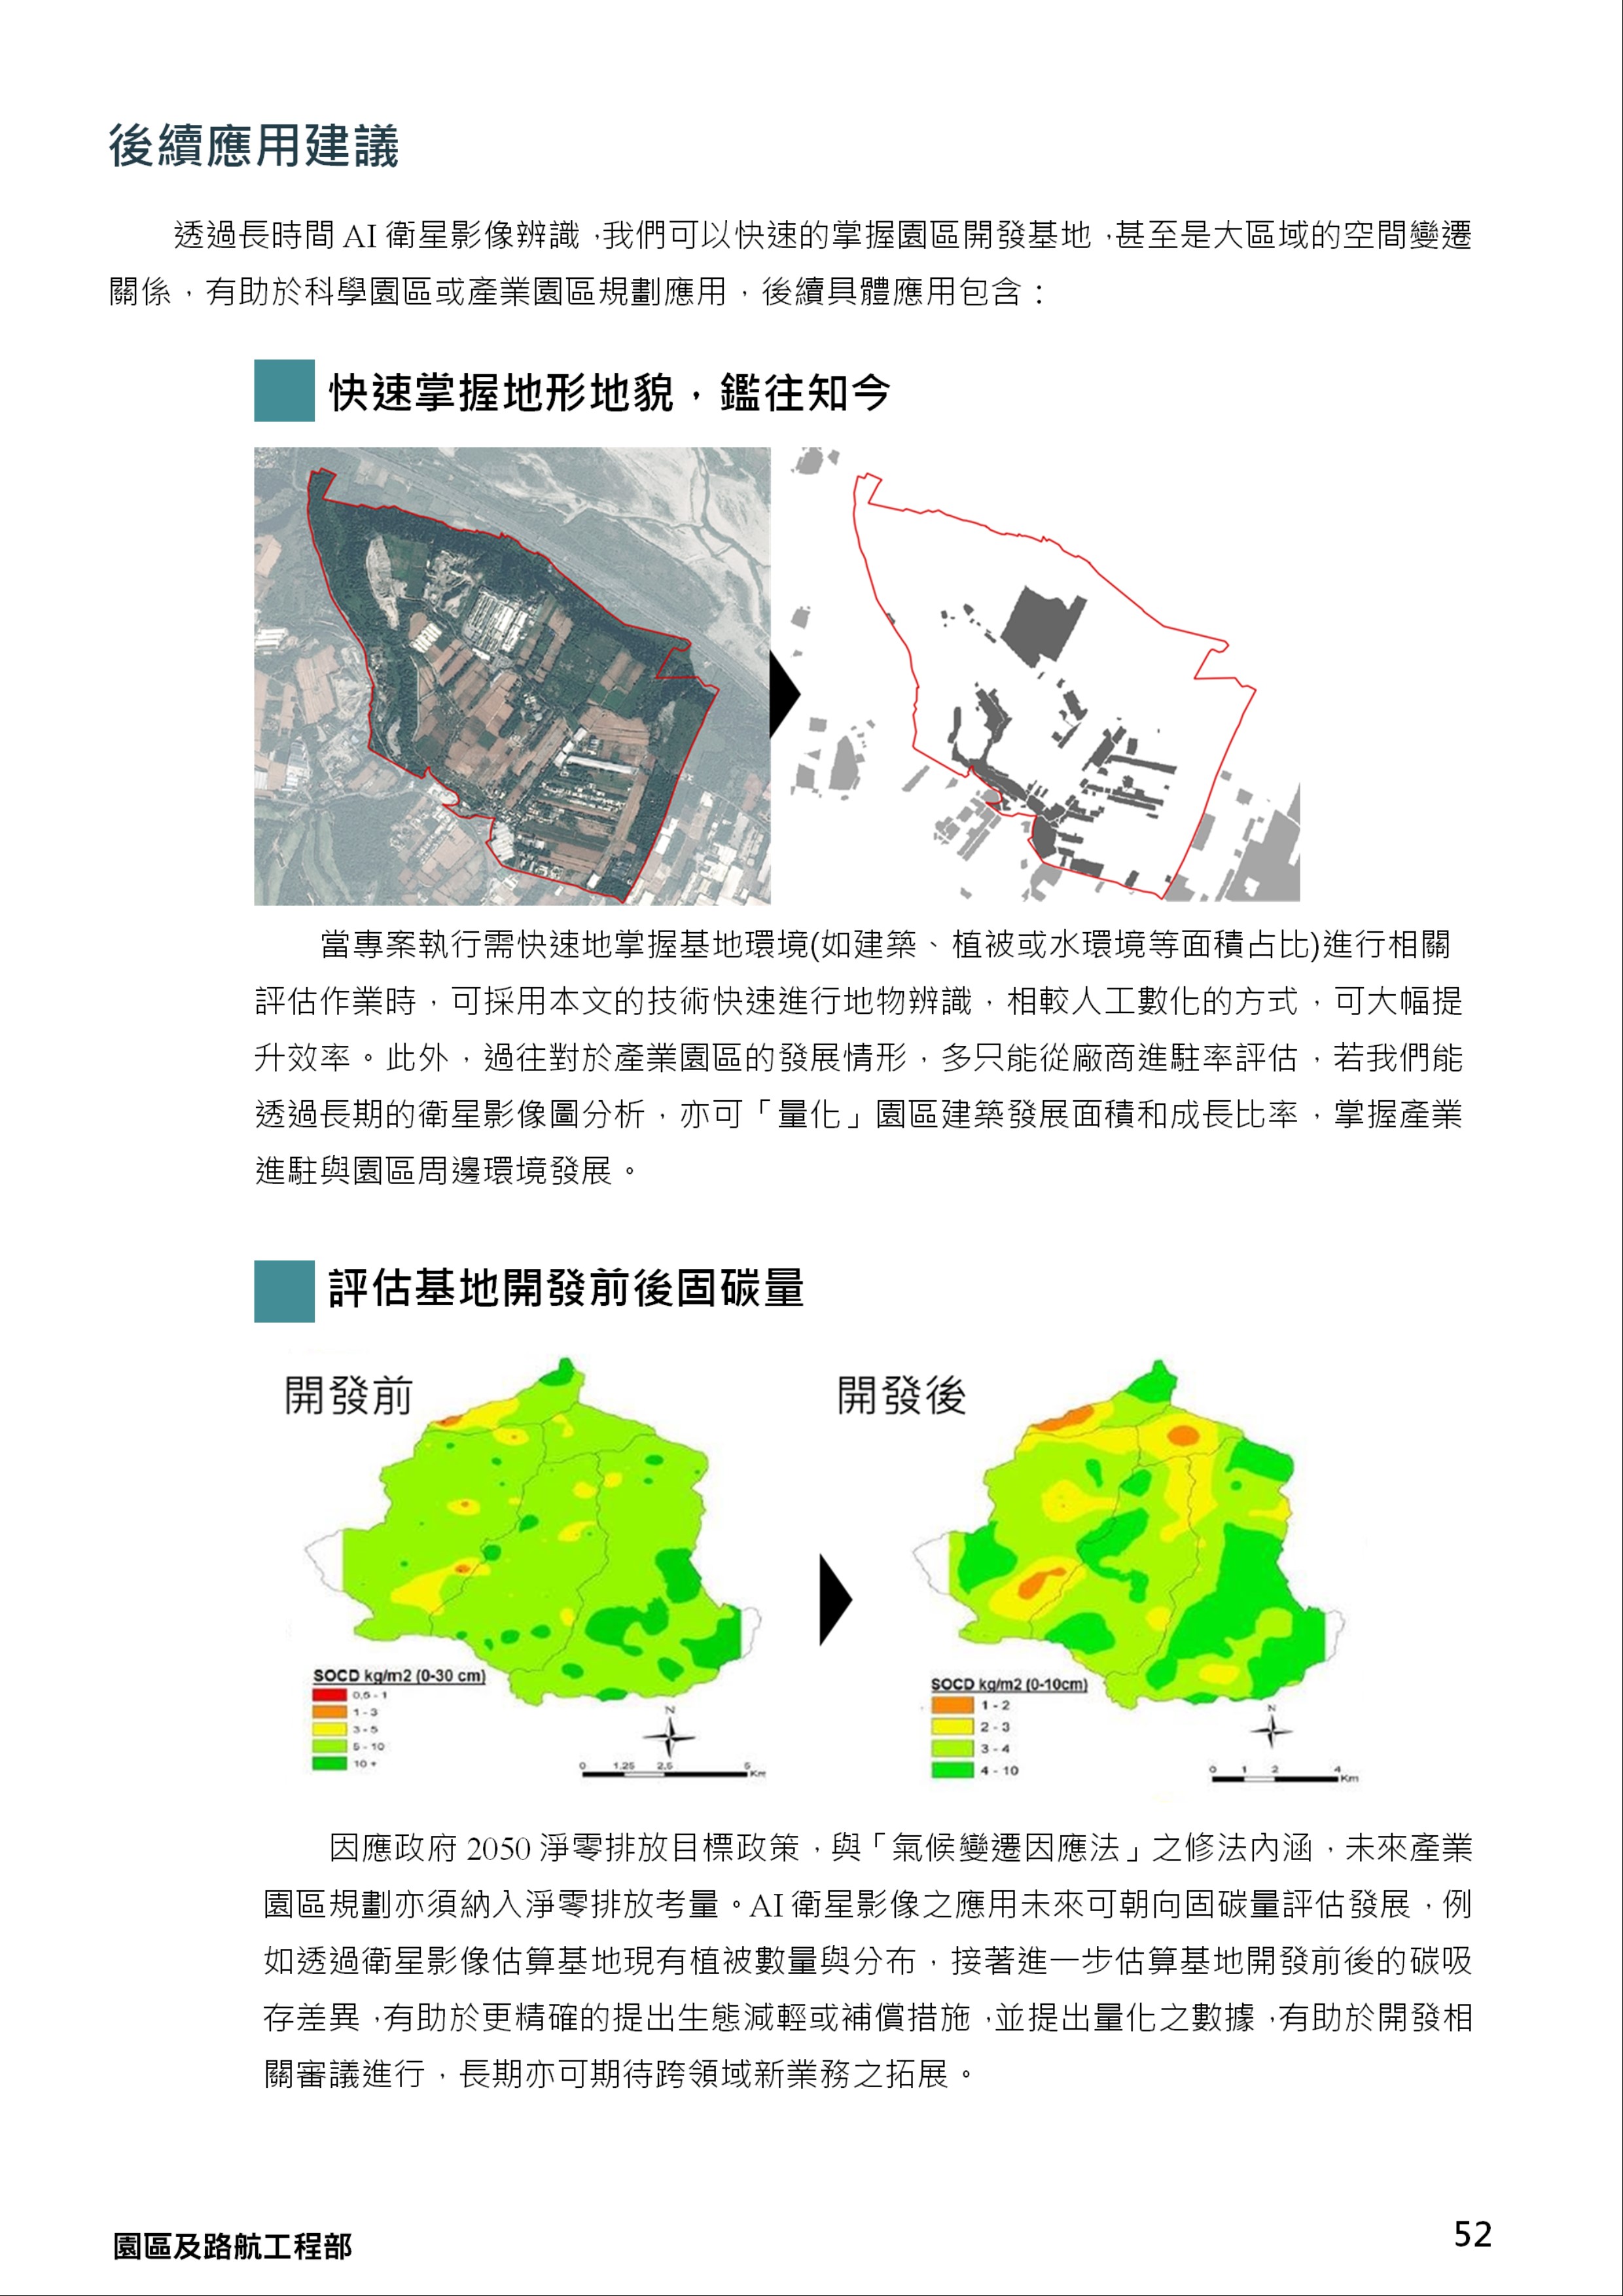 後續應用建議
透過長時間 AI 衛星影像辨識，我們可以快速的掌握園區開發基地，甚至是大區域的空間變遷
關係，有助於科學園區或產業園區規劃應用，後續具體應用包含：
快速掌握地形地貌，鑑往知今
當專案執行需快速地掌握基地環境(如建築、植被或水環境等面積占比)進行相關
評估作業時，可採用本文的技術快速進行地物辨識，相較人工數化的方式，可大幅提
升效率。此外，過往對於產業園區的發展情形，多只能從廠商進駐率評估，若我們能
透過長期的衛星影像圖分析，亦可「量化」園區建築發展面積和成長比率，掌握產業
進駐與園區周邊環境發展。
評估基地開發前後固碳量
開發前
SOCD kg/m2 (0-30 cm)
0.5 - 1
1 - 3
3 - 5
5 - 10
10 +
N
0 1.25 2.5 5
Km
開發後
SOCD kg/m2 (0-10cm)
1 - 2
2 - 3
3 - 4
4 - 10
N
0 1 2 4
Km
因應政府 2050 淨零排放目標政策，與「氣候變遷因應法」之修法內涵，未來產業
園區規劃亦須納入淨零排放考量。AI 衛星影像之應用未來可朝向固碳量評估發展，例
如透過衛星影像估算基地現有植被數量與分布，接著進一步估算基地開發前後的碳吸
存差異，有助於更精確的提出生態減輕或補償措施，並提出量化之數據，有助於開發相
關審議進行，長期亦可期待跨領域新業務之拓展。
園區及路航工程部
52